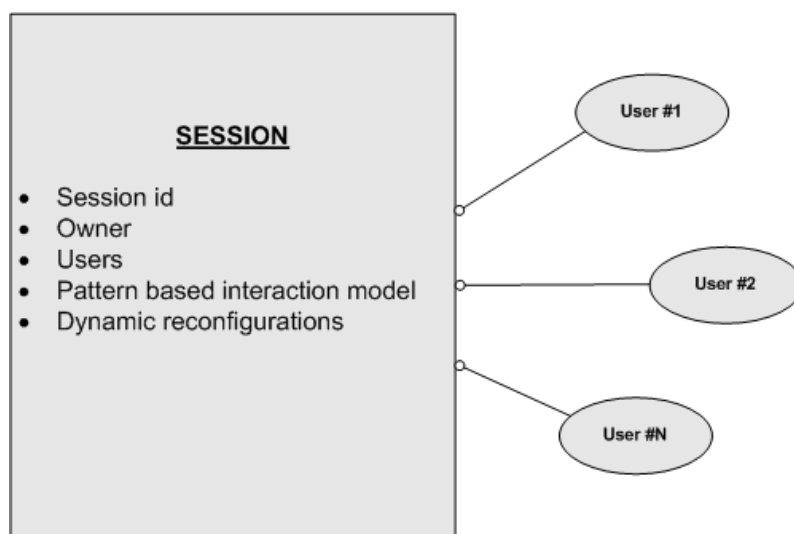 SESSION
• Session id
• Owner
• Users
• Pattern based interaction model
• Dynamic reconfigurations
User #1
User #2
User #N